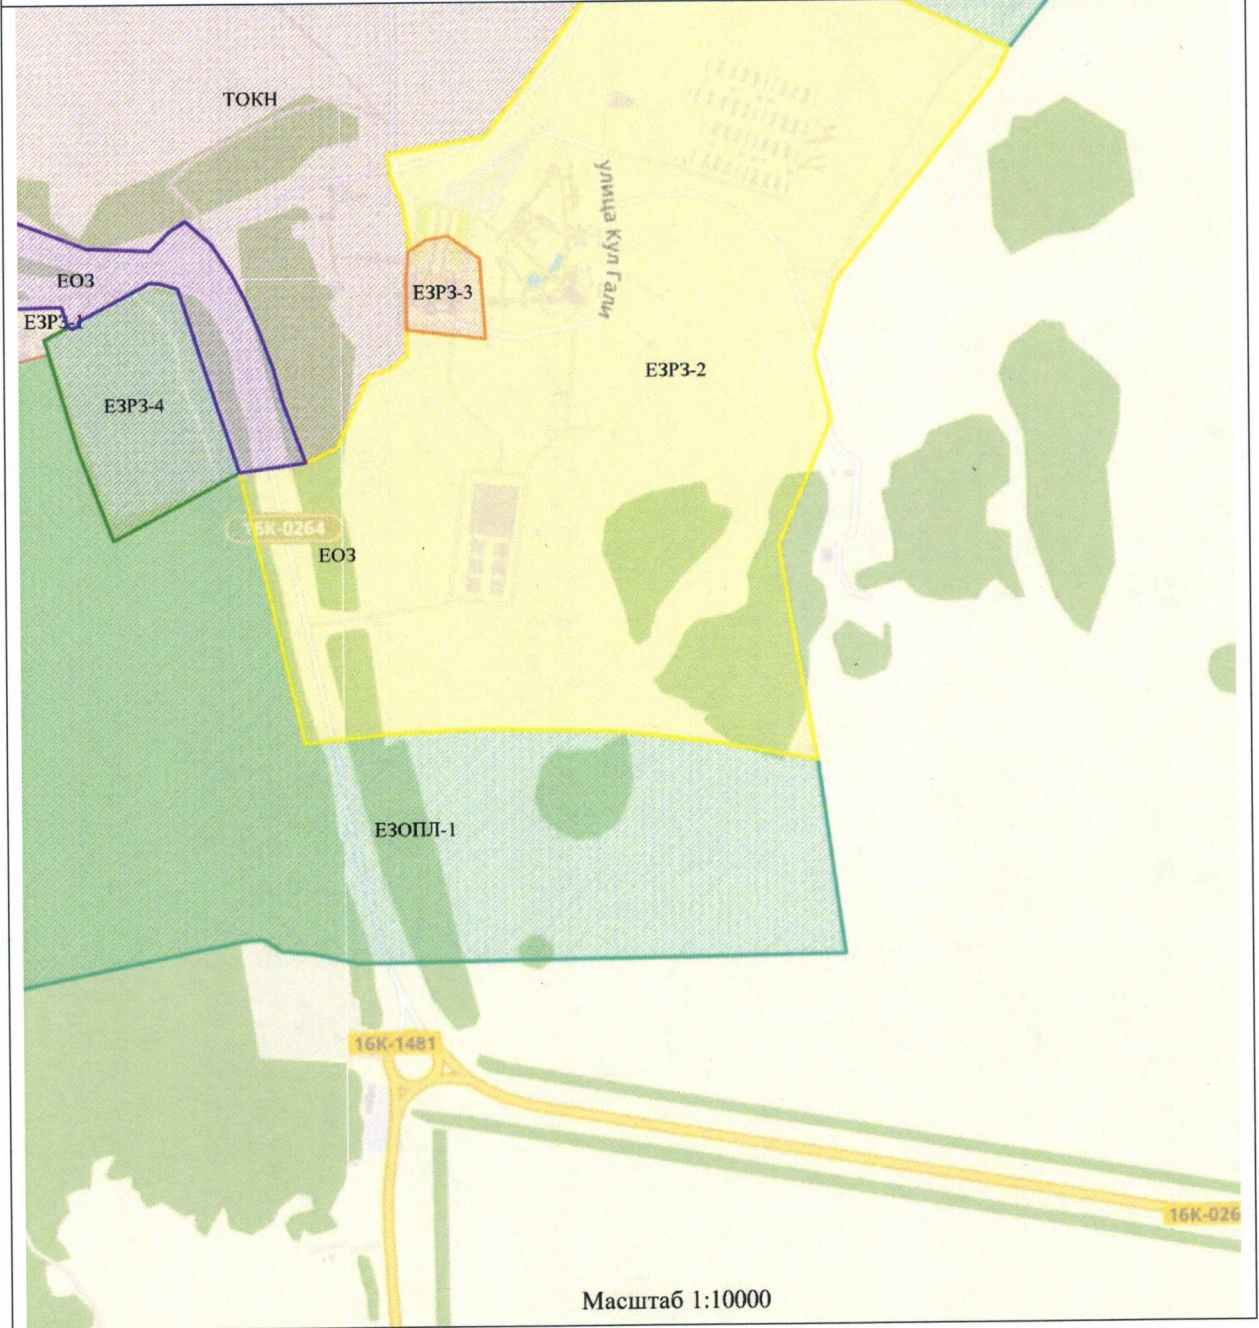 ТОКН
улица Кул Гали
ЕОЗ
ЕЗРЗ-3
ЕЗРЗ-1
ЕЗРЗ-2
ЕЗРЗ-4
16К-0264
ЕОЗ
ЕЗОПЛ-1
16К-1481
16К-026
Масштаб 1:10000